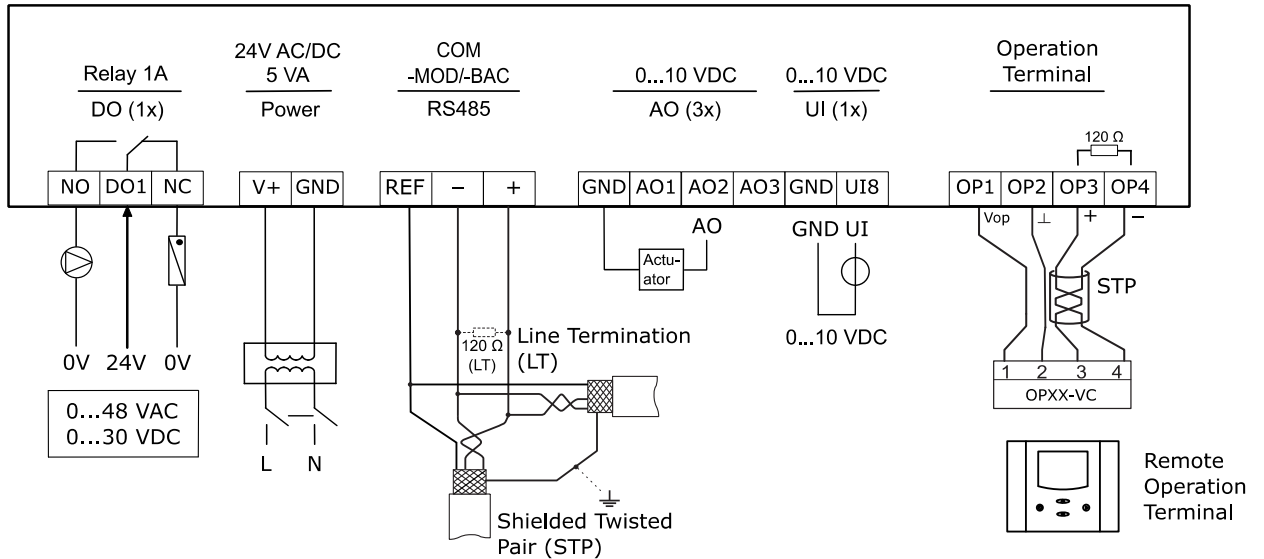 Relay 1A
DO (1x)
24V AC/DC
5 VA
Power
COM
-MOD/-BAC
RS485
0...10 VDC
AO (3x)
0...10 VDC
UI (1x)
Operation
Terminal
120 Ω
NO DO1 NC
V+ GND
REF − +
GND AO1 AO2 AO3 GND UI8
OP1 OP2 OP3 OP4
Vop ⊥ + −
AO
GND UI
Actu-
ator
STP
0V 24V 0V
120 Ω
(LT)
Line Termination
(LT)
0...10 VDC
1 2 3 4
OPXX-VC
0...48 VAC
0...30 VDC
L N
Shielded Twisted
Pair (STP)
Remote
Operation
Terminal